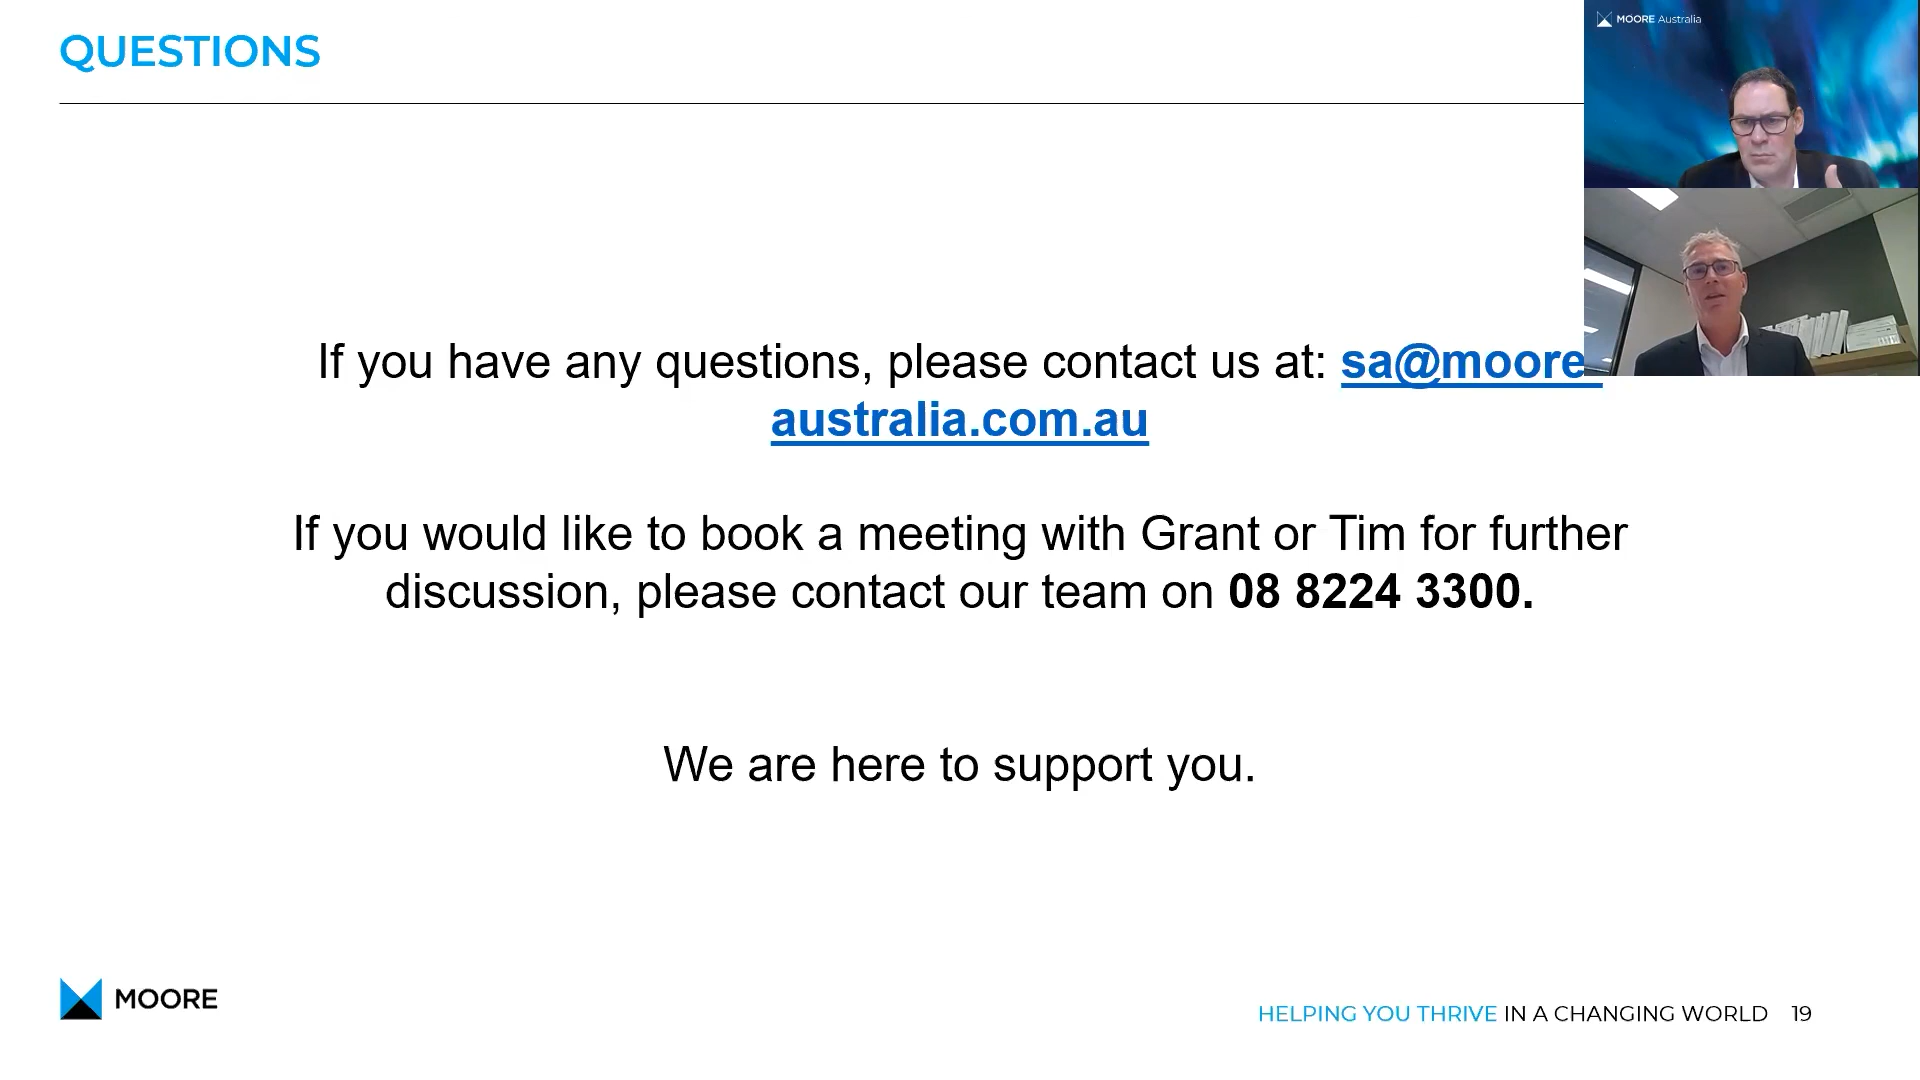 QUESTIONS
MOORE Australia
If you have any questions, please contact us at: sa@moore-
australia.com.au
If you would like to book a meeting with Grant or Tim for further
discussion, please contact our team on 08 8224 3300.
We are here to support you.
MOORE
HELPING YOU THRIVE IN A CHANGING WORLD 19